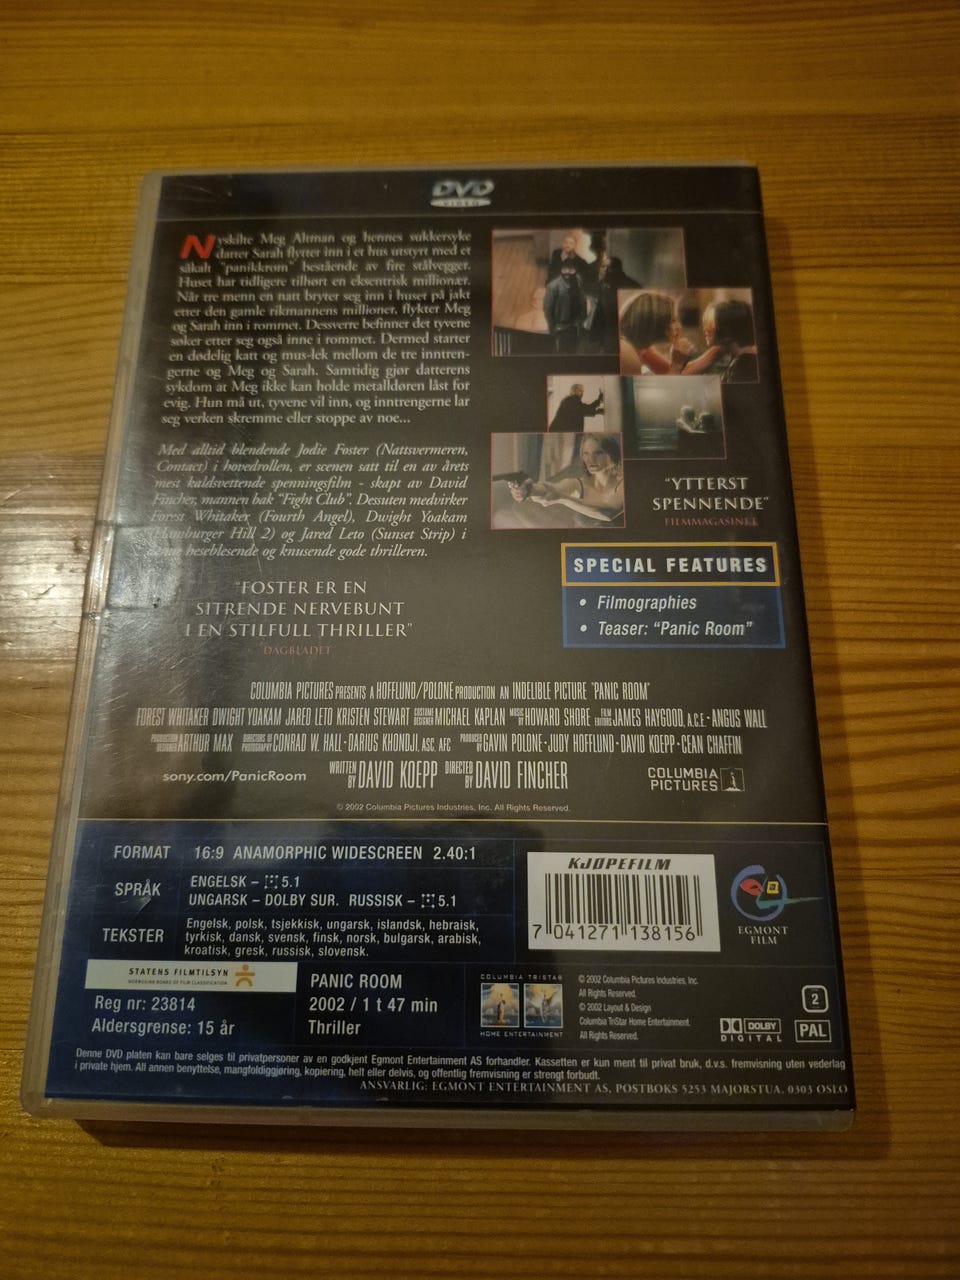 DVD
VIDEO
Nyskilte Meg Altman og hennes sukkersyke
datter Sarah flytter inn i et hus utstyrt med et
såkalt "panikkrom" bestående av fire stålvegger.
Huset har tidligere tilhørt en eksentrisk millionær.
Når tre menn en natt bryter seg inn i huset på jakt
etter den gamle rikmannens millioner, flykter Meg
og Sarah inn i rommet. Dessverre befinner det tyvene
søker etter seg også inne i rommet. Dermed starter
en dødelig katt og mus-lek mellom de tre inntren-
gerne og Meg og Sarah. Samtidig gjør datterens
sykdom at Meg ikke kan holde metalldøren låst for
evig. Hun må ut, tyvene vil inn, og inntrengerne lar
seg verken skremme eller stoppe av noe...
Med alltid blendende Jodie Foster (Nattsvermeren,
Contact) i hovedrollen, er scenen satt til en av årets
mest kaldsvettende spenningsfilm - skapt av David
Fincher, mannen bak "Fight Club". Dessuten medvirker
Forest Whitaker (Fourth Angel), Dwight Yoakam
(Hamburger Hill 2) og Jared Leto (Sunset Strip) i
denne heseblesende og knusende gode thrilleren.
"YTTERST
SPENNENDE"
FILMMAGASINET
"FOSTER ER EN
SITRENDE NERVEBUNT
I EN STILFULL THRILLER"
DAGBLADET
SPECIAL FEATURES
• Filmographies
• Teaser: "Panic Room"
COLUMBIA PICTURES PRESENTS A HOFFLUND/POLONE PRODUCTION AN INDELIBLE PICTURE "PANIC ROOM"
FOREST WHITAKER DWIGHT YOAKAM JARED LETO KRISTEN STEWART COSTUME DESIGNER MICHAEL KAPLAN MUSIC BY HOWARD SHORE FILM EDITORS JAMES HAYGOOD, A.C.E. • ANGUS WALL
PRODUCTION DESIGNER ARTHUR MAX DIRECTORS OF PHOTOGRAPHY CONRAD W. HALL • DARIUS KHONDJI, ASC, AFC PRODUCED BY GAVIN POLONE • JUDY HOFFLUND • DAVID KOEPP • CEAN CHAFFIN
sony.com/PanicRoom WRITTEN BY DAVID KOEPP DIRECTED BY DAVID FINCHER
COLUMBIA
PICTURES
© 2002 Columbia Pictures Industries, Inc. All Rights Reserved.
FORMAT 16:9 ANAMORPHIC WIDESCREEN 2.40:1
SPRÅK ENGELSK – 5.1
UNGARSK – DOLBY SUR. RUSSISK – 5.1
TEKSTER Engelsk, polsk, tsjekkisk, ungarsk, islandsk, hebraisk,
tyrkisk, dansk, svensk, finsk, norsk, bulgarsk, arabisk,
kroatisk, gresk, russisk, slovensk.
KJØPEFILM
7 041271 138156
EGMONT
FILM
STATENS FILMTILSYN
NORWEGIAN BOARD OF FILM CLASSIFICATION
Reg nr: 23814
Aldersgrense: 15 år
PANIC ROOM
2002 / 1 t 47 min
Thriller
COLUMBIA TRISTAR
HOME ENTERTAINMENT
© 2002 Columbia Pictures Industries, Inc.
All Rights Reserved.
© 2002 Layout & Design
Columbia TriStar Home Entertainment.
All Rights Reserved.
DOLBY
DIGITAL
2
PAL
Denne DVD platen kan bare selges til privatpersoner av en godkjent Egmont Entertainment AS forhandler. Kassetten er kun ment til privat bruk, d.v.s. fremvisning uten vederlag
i private hjem. All annen benyttelse, mangfoldiggjøring, kopiering, helt eller delvis, og offentlig fremvisning er strengt forbudt.
ANSVARLIG: EGMONT ENTERTAINMENT AS, POSTBOKS 5253 MAJORSTUA, 0303 OSLO